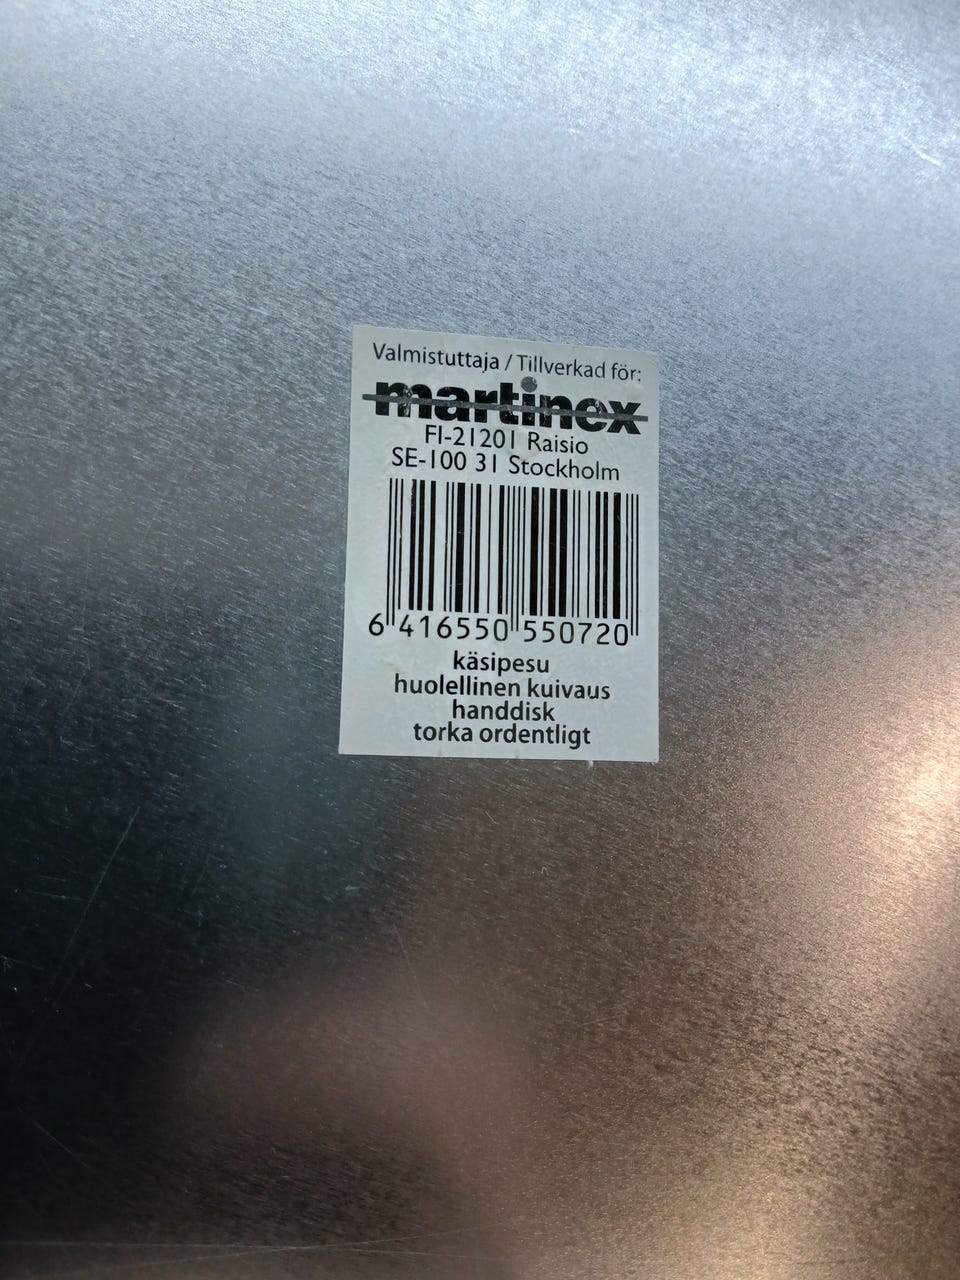 Valmistuttaja / Tillverkad för:
martinex
FI-21201 Raisio
SE-100 31 Stockholm
6 416550 550720
käsipesu
huolellinen kuivaus
handdisk
torka ordentligt